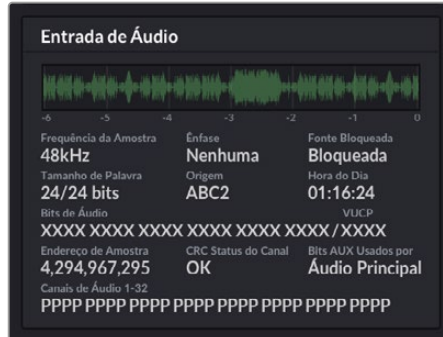 Entrada de Áudio
-6 -5 -4 -3 -2 -1 0
Frequência da Amostra Ênfase Fonte Bloqueada
48kHz Nenhuma Bloqueada
Tamanho de Palavra Origem Hora do Dia
24/24 bits ABC2 01:16:24
Bits de Áudio VUCP
XXXX XXXX XXXX XXXX XXXX XXXX/XXXX
Endereço de Amostra CRC Status do Canal Bits AUX Usados por
4,294,967,295 OK Áudio Principal
Canais de Áudio 1-32
PPPP PPPP PPPP PPPP PPPP PPPP PPPP PPPP